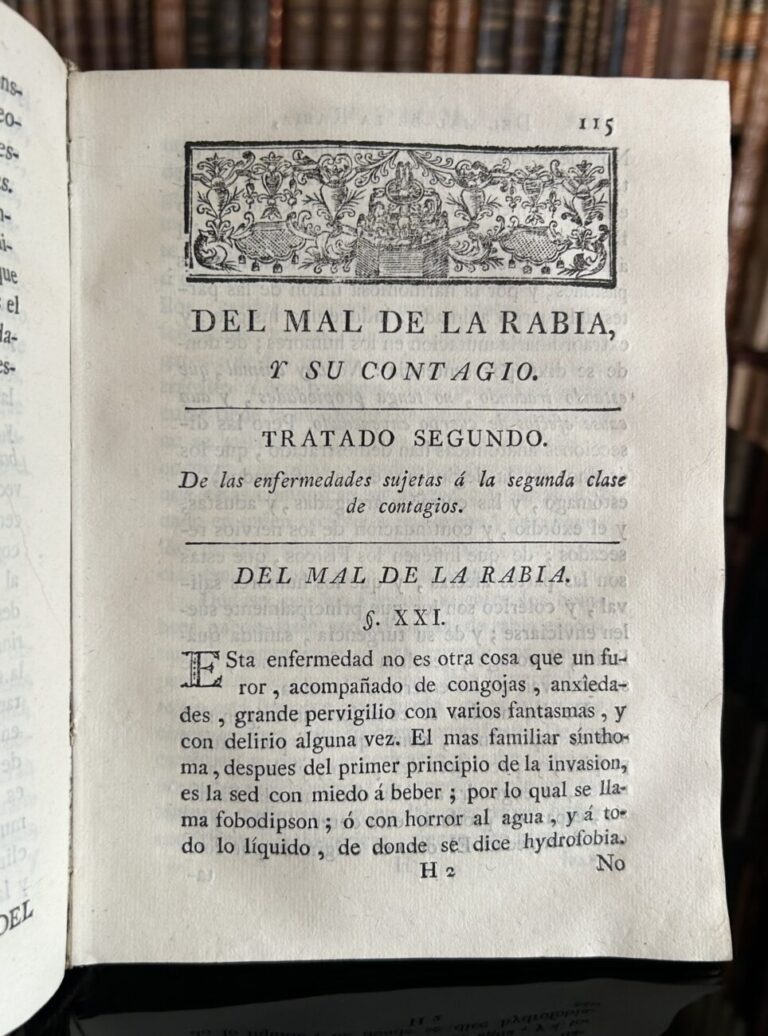 115
DEL MAL DE LA RABIA,
Y SU CONTAGIO.
TRATADO SEGUNDO.
De las enfermedades sujetas á la segunda clase
de contagios.
DEL MAL DE LA RABIA.
§. XXI.
ESta enfermedad no es otra cosa que un fu-
ror , acompañado de congojas , anxîeda-
des , grande pervigilio con varios fantasmas , y
con delirio alguna vez. El mas familiar síntho-
ma , despues del primer principio de la invasion,
es la sed con miedo á beber ; por lo qual se lla-
ma fobodipson ; ó con horror al agua , y á to-
do lo líquido , de donde se dice hydrofobia.
H 2
No